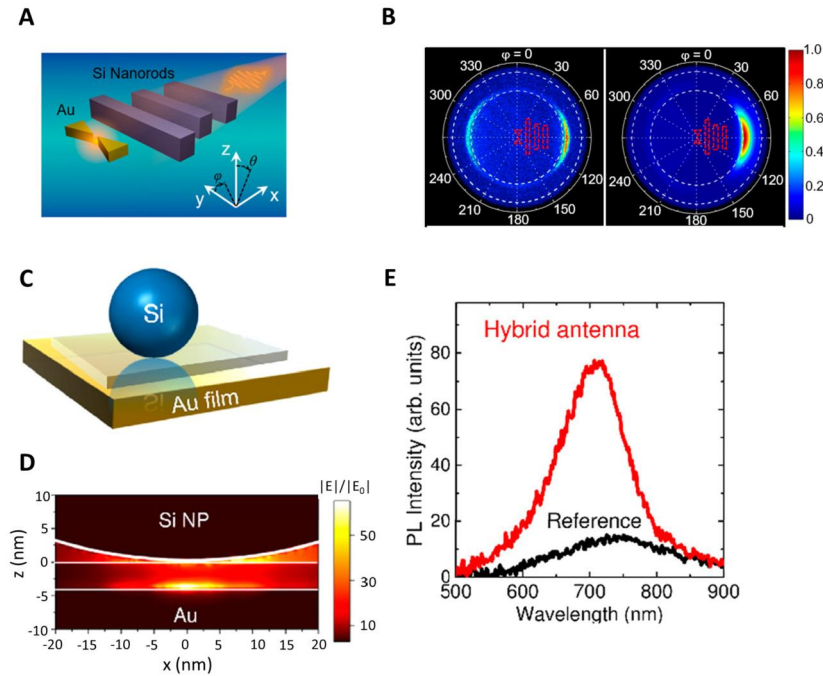 A
Si Nanorods
Au
z
θ
φ
y
x
B
φ = 0
330
30
300
60
240
120
210
150
180
φ = 0
330
30
300
60
240
120
210
150
180
1.0
0.8
0.6
0.4
0.2
0
C
Si
Si
Au film
D
|E|/|E₀|
50
30
10
10
5
0
-5
-10
z (nm)
Si NP
Au
-20 -15 -10 -5 0 5 10 15 20
x (nm)
E
Hybrid antenna
Reference
PL Intensity (arb. units)
80
60
40
20
0
500 600 700 800 900
Wavelength (nm)